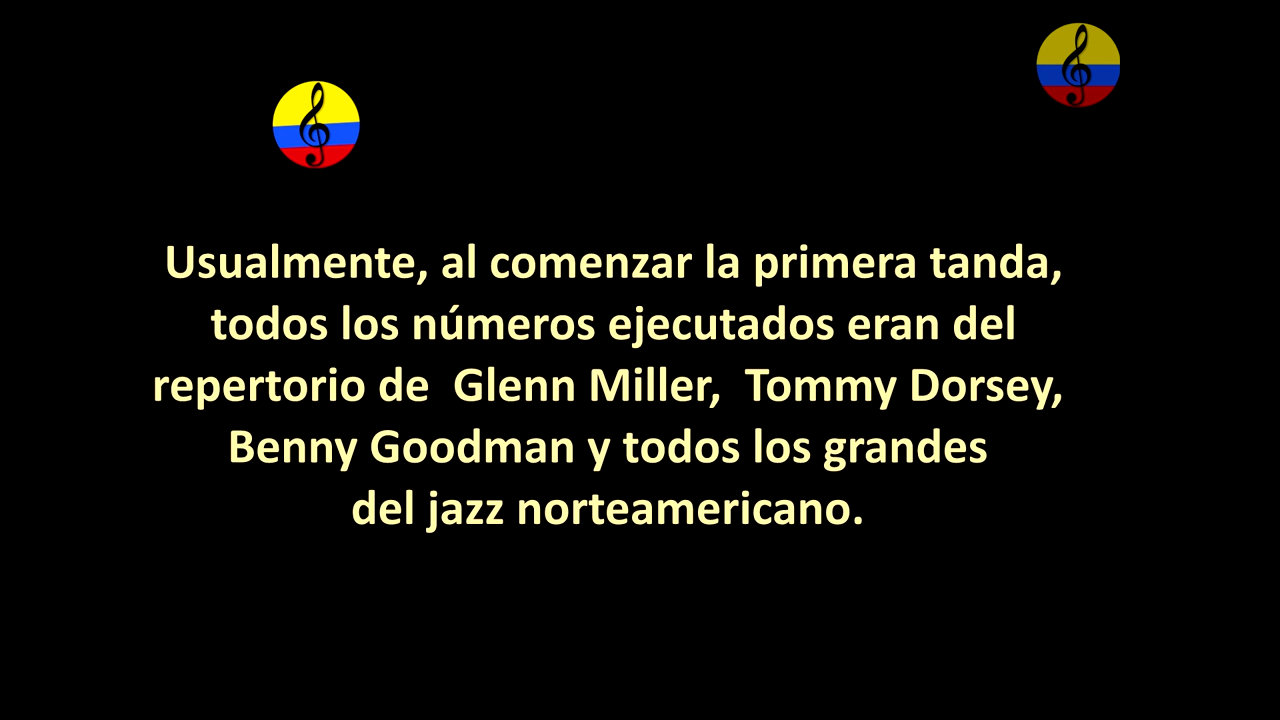 Usualmente, al comenzar la primera tanda,
todos los números ejecutados eran del
repertorio de  Glenn Miller,  Tommy Dorsey,
Benny Goodman y todos los grandes
del jazz norteamericano.